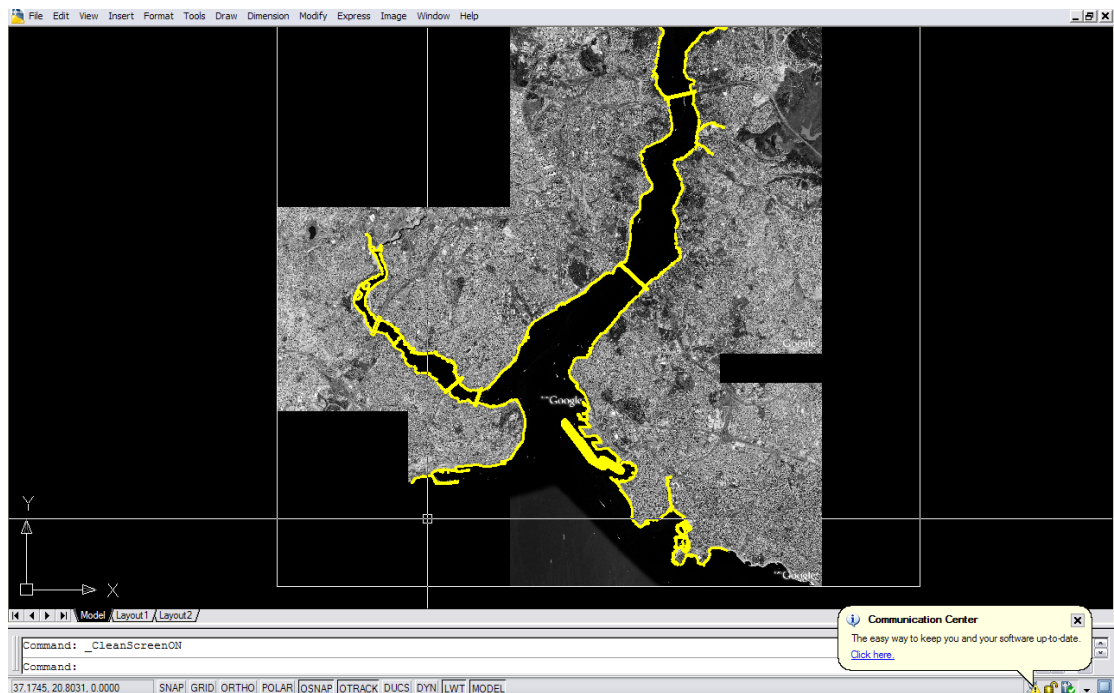 File Edit View Insert Format Tools Draw Dimension Modify Express Image Window Help
Google
Google
Google
Y
X
Model Layout1 Layout2
Communication Center
The easy way to keep you and your software up-to-date.
Click here.
Command: _CleanScreenON
Command:
37.1745, 20.8031, 0.0000 SNAP GRID ORTHO POLAR OSNAP OTRACK DUCS DYN LWT MODEL